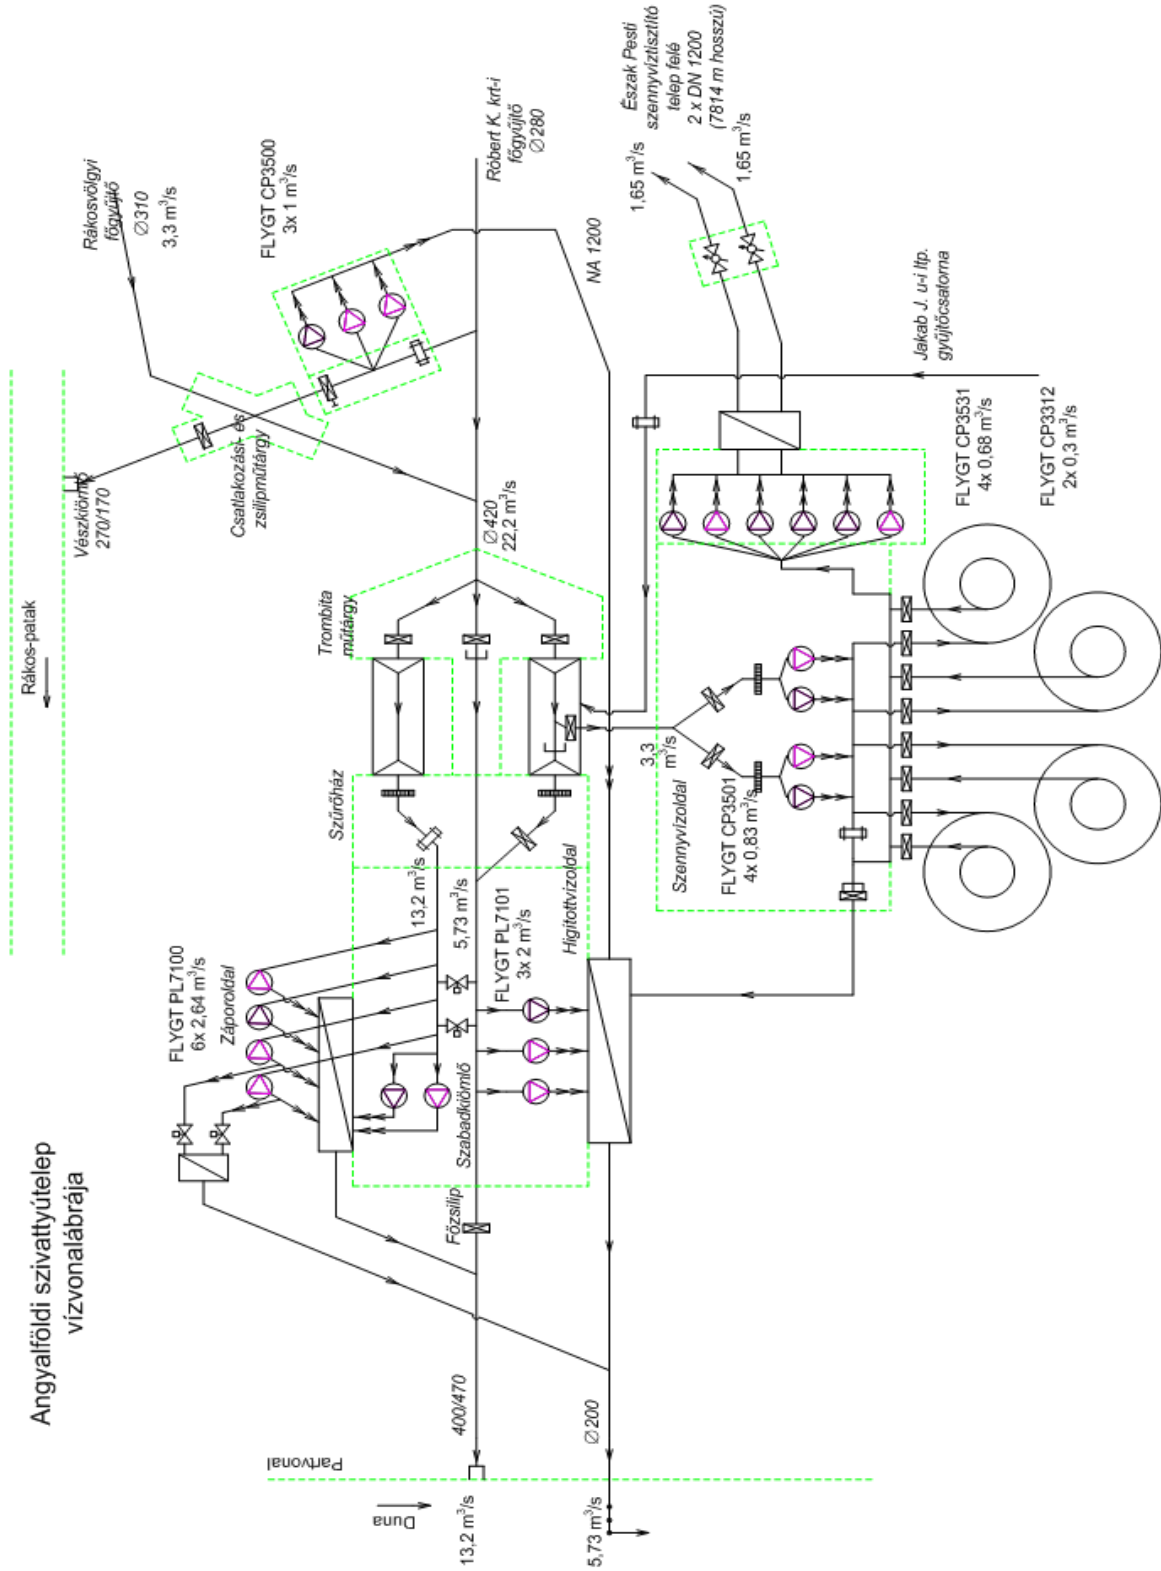 Angyalföldi szivattyútelep
vízvonalábrája
Rákos-patak
Vészkiömlő
270/170
Rákosvölgyi
főgyűjtő
∅310
3,3 m³/s
Csatlakozási- és
zsilipműtárgy
FLYGT CP3500
3x 1 m³/s
Róbert K. krt-i
főgyűjtő
∅280
NA 1200
Észak Pesti
szennyvíztisztító
telep felé
2 x DN 1200
(7814 m hosszú)
1,65 m³/s
1,65 m³/s
Jakab J. u-i ltp.
gyűjtőcsatorna
FLYGT CP3531
4x 0,68 m³/s
FLYGT CP3312
2x 0,3 m³/s
∅420
22,2 m³/s
Trombita
műtárgy
Szűrőház
3,3
m³/s
Szennyvízoldal
FLYGT CP3501
4x 0,83 m³/s
13,2 m³/s
5,73 m³/s
FLYGT PL7101
3x 2 m³/s
Higitottvízoldal
FLYGT PL7100
6x 2,64 m³/s
Záporoldal
Szabadkiömlő
Főzsilip
400/470
∅200
Partvonal
Duna
13,2 m³/s
5,73 m³/s